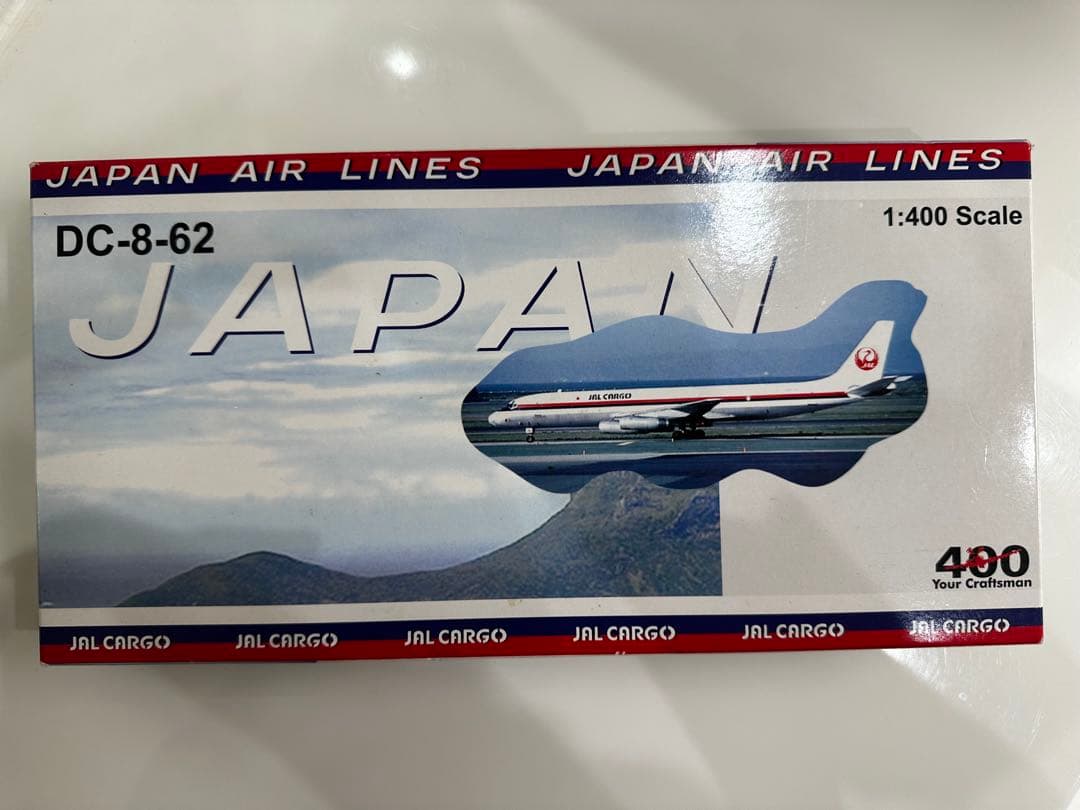 JAPAN AIR LINES JAPAN AIR LINES
DC-8-62
1:400 Scale
JAPAN
JAL CARGO
JAL
400
Your Craftsman
JAL CARGO JAL CARGO JAL CARGO JAL CARGO JAL CARGO JAL CARGO